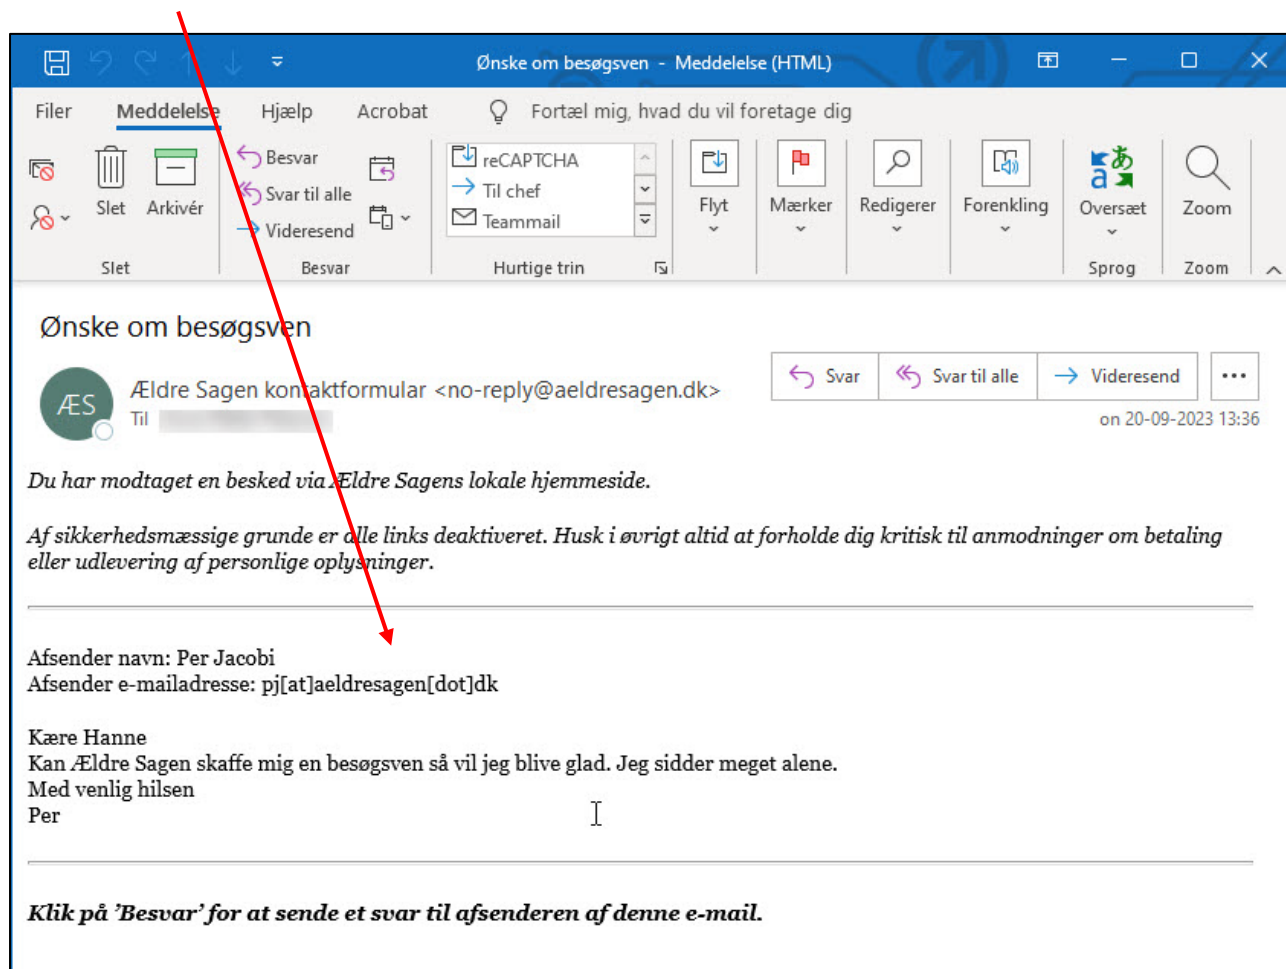 Ønske om besøgsven - Meddelelse (HTML)
Filer Meddelelse Hjælp Acrobat Fortæl mig, hvad du vil foretage dig
Slet
Arkivér
Slet
Besvar
Svar til alle
Videresend
Besvar
reCAPTCHA
Til chef
Teammail
Hurtige trin
Flyt
Mærker
Redigerer
Forenkling
Oversæt
Sprog
Zoom
Zoom
Ønske om besøgsven
ÆS
Ældre Sagen kontaktformular <no-reply@aeldresagen.dk>
Til
Svar
Svar til alle
Videresend
on 20-09-2023 13:36
Du har modtaget en besked via Ældre Sagens lokale hjemmeside.
Af sikkerhedsmæssige grunde er alle links deaktiveret. Husk i øvrigt altid at forholde dig kritisk til anmodninger om betaling
eller udlevering af personlige oplysninger.
Afsender navn: Per Jacobi
Afsender e-mailadresse: pj[at]aeldresagen[dot]dk
Kære Hanne
Kan Ældre Sagen skaffe mig en besøgsven så vil jeg blive glad. Jeg sidder meget alene.
Med venlig hilsen
Per
Klik på 'Besvar' for at sende et svar til afsenderen af denne e-mail.